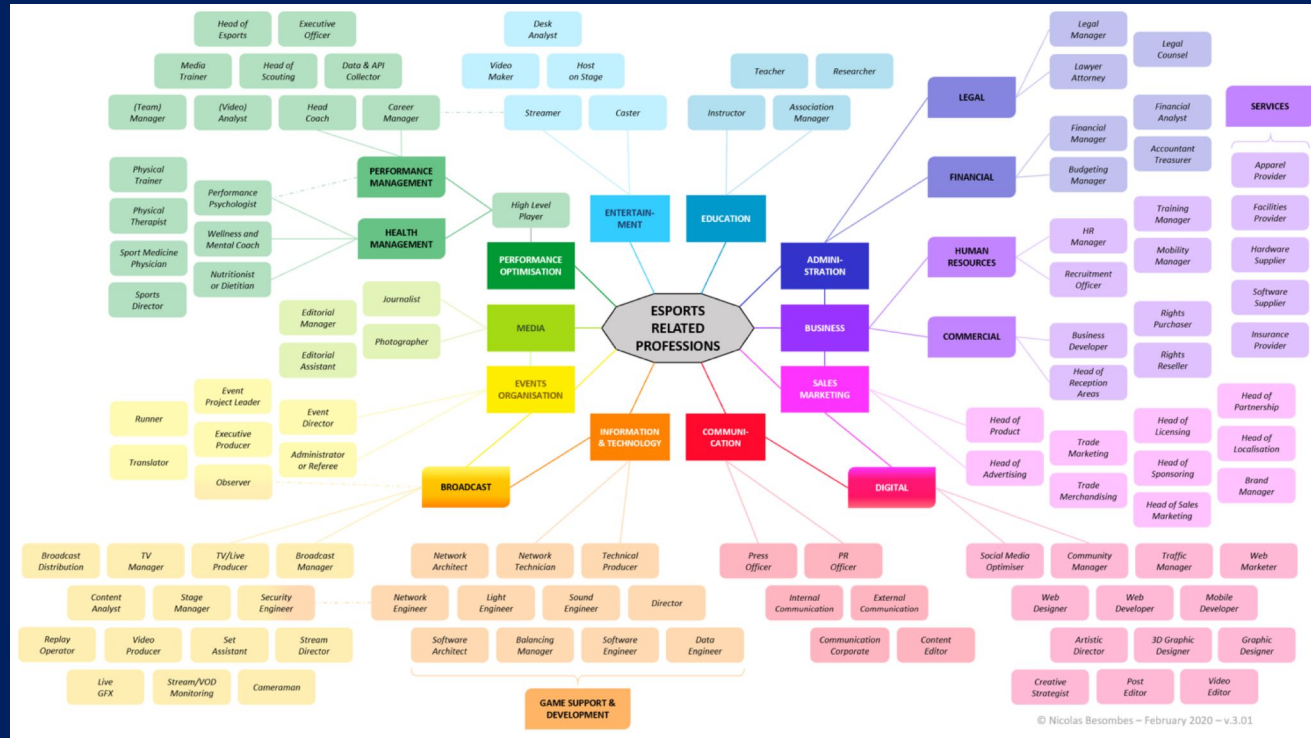 Head of
Esports
Executive
Officer
Media
Trainer
Head of
Scouting
Data & API
Collector
(Team)
Manager
(Video)
Analyst
Head
Coach
Career
Manager
PERFORMANCE
MANAGEMENT
Physical
Trainer
Performance
Psychologist
Physical
Therapist
Wellness and
Mental Coach
Sport Medicine
Physician
Nutritionist
or Dietitian
Sports
Director
HEALTH
MANAGEMENT
High Level
Player
PERFORMANCE
OPTIMISATION
Desk
Analyst
Video
Maker
Host
on Stage
Streamer
Caster
ENTERTAIN-
MENT
Teacher
Researcher
Instructor
Association
Manager
EDUCATION
LEGAL
Legal
Manager
Legal
Counsel
Lawyer
Attorney
FINANCIAL
Financial
Manager
Financial
Analyst
Accountant
Treasurer
Budgeting
Manager
ADMINI-
STRATION
SERVICES
Apparel
Provider
Facilities
Provider
Hardware
Supplier
Software
Supplier
Insurance
Provider
HUMAN
RESOURCES
HR
Manager
Training
Manager
Mobility
Manager
Recruitment
Officer
ESPORTS
RELATED
PROFESSIONS
BUSINESS
COMMERCIAL
Business
Developer
Rights
Purchaser
Rights
Reseller
Head of
Reception
Areas
MEDIA
Journalist
Photographer
Editorial
Manager
Editorial
Assistant
EVENTS
ORGANISATION
Event
Project Leader
Runner
Event
Director
Executive
Producer
Translator
Administrator
or Referee
Observer
SALES
MARKETING
Head of
Product
Head of
Advertising
Trade
Marketing
Trade
Merchandising
Head of
Licensing
Head of
Sponsoring
Head of Sales
Marketing
Head of
Partnership
Head of
Localisation
Brand
Manager
INFORMATION
& TECHNOLOGY
COMMUNI-
CATION
BROADCAST
DIGITAL
Broadcast
Distribution
TV
Manager
TV/Live
Producer
Broadcast
Manager
Content
Analyst
Stage
Manager
Security
Engineer
Replay
Operator
Video
Producer
Set
Assistant
Stream
Director
Live
GFX
Stream/VOD
Monitoring
Cameraman
Network
Architect
Network
Technician
Technical
Producer
Network
Engineer
Light
Engineer
Sound
Engineer
Director
Software
Architect
Balancing
Manager
Software
Engineer
Data
Engineer
GAME SUPPORT &
DEVELOPMENT
Press
Officer
PR
Officer
Internal
Communication
External
Communication
Communication
Corporate
Content
Editor
Social Media
Optimiser
Community
Manager
Traffic
Manager
Web
Marketer
Web
Designer
Web
Developer
Mobile
Developer
Artistic
Director
3D Graphic
Designer
Graphic
Designer
Creative
Strategist
Post
Editor
Video
Editor
© Nicolas Besombes – February 2020 – v.3.01